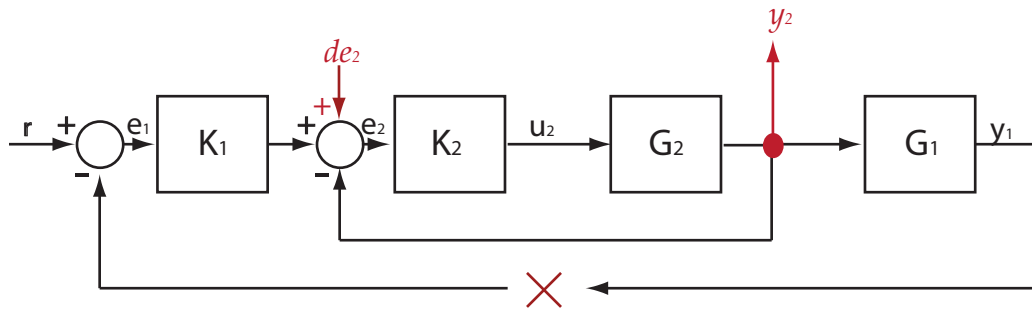 y₂
de₂
+
r
+
e₁
K₁
+
e₂
K₂
u₂
G₂
G₁
y₁
-
-